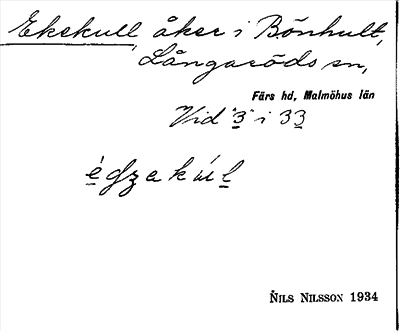 Ekekull, åker i Bönhult,
Långaröds sn,
Färs hd, Malmöhus län
Vid "3" i 33
NILS NILSSON 1934